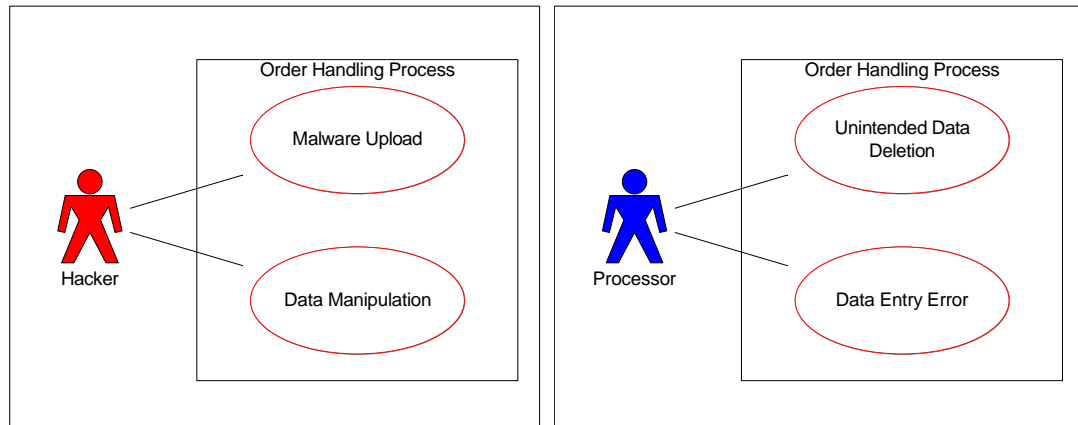 Order Handling Process
Malware Upload
Hacker
Data Manipulation
Order Handling Process
Unintended Data
Deletion
Processor
Data Entry Error